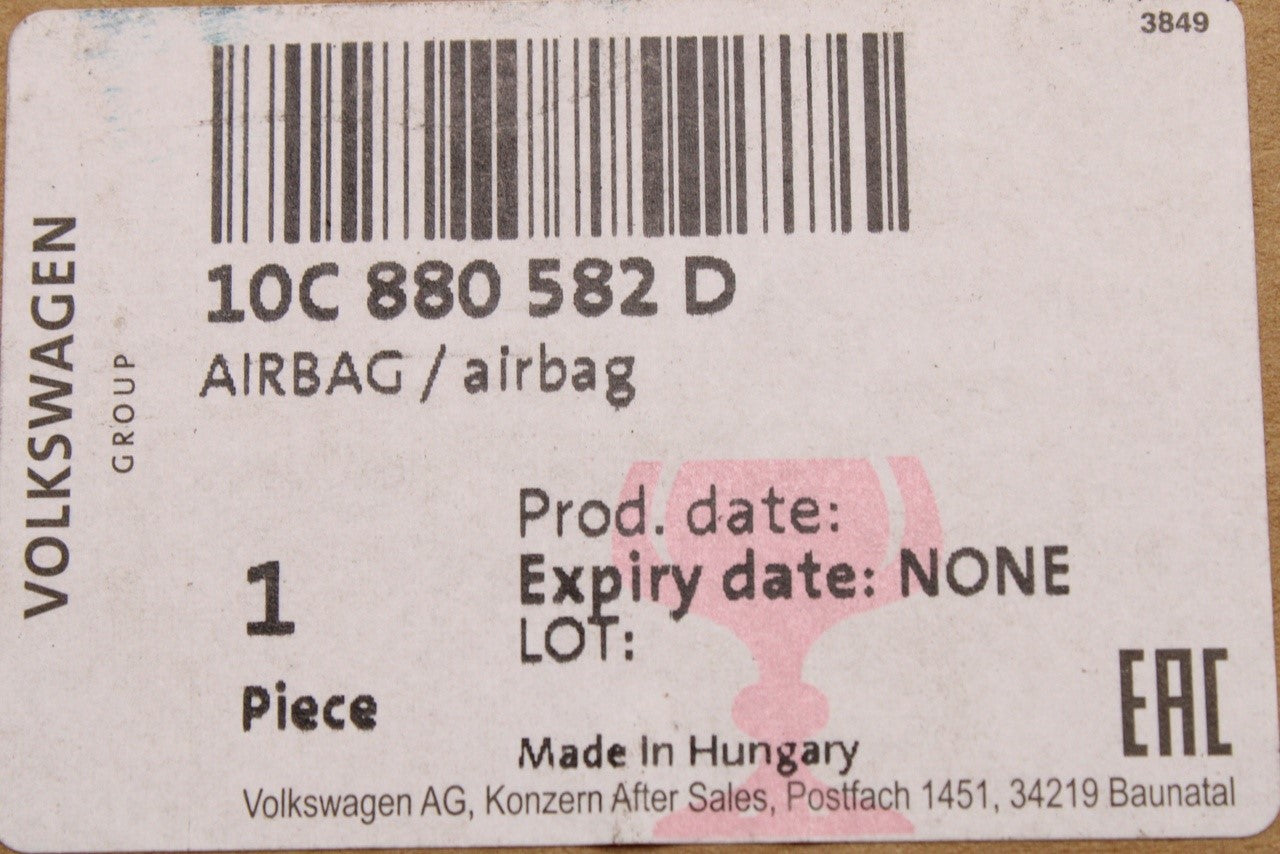 3849
10C 880 582 D
AIRBAG / airbag
VOLKSWAGEN
GROUP
Prod. date:
Expiry date: NONE
LOT:
1
Piece
EAC
Made In Hungary
Volkswagen AG, Konzern After Sales, Postfach 1451, 34219 Baunatal